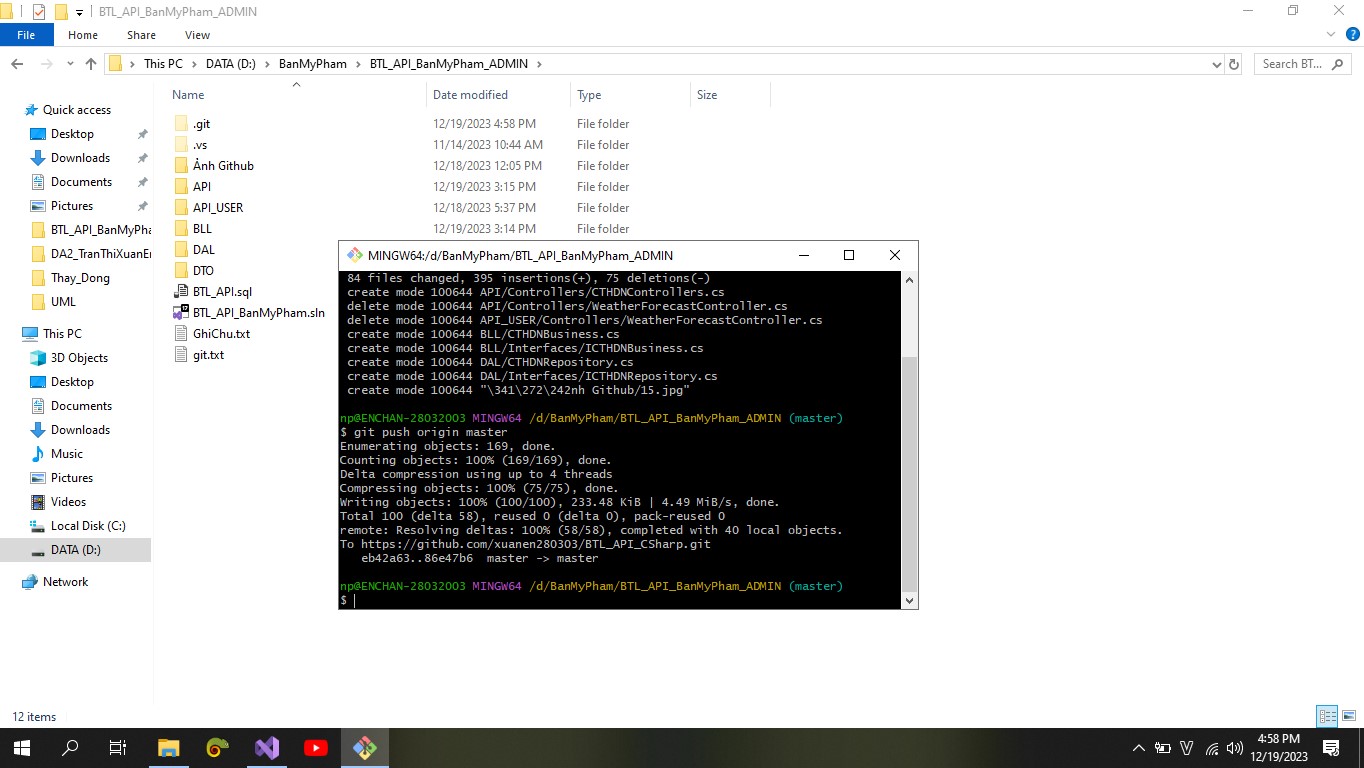 BTL_API_BanMyPham_ADMIN
File Home Share View
This PC DATA (D:) BanMyPham BTL_API_BanMyPham_ADMIN
Search BT...
Name Date modified Type Size
Quick access
Desktop
Downloads
Documents
Pictures
BTL_API_BanMyPha
DA2_TranThiXuanE
Thay_Dong
UML
This PC
3D Objects
Desktop
Documents
Downloads
Music
Pictures
Videos
Local Disk (C:)
DATA (D:)
Network
.git 12/19/2023 4:58 PM File folder
.vs 11/14/2023 10:44 AM File folder
Ảnh Github 12/18/2023 12:05 PM File folder
API 12/19/2023 3:15 PM File folder
API_USER 12/18/2023 5:37 PM File folder
BLL 12/19/2023 3:14 PM File folder
DAL
DTO
BTL_API.sql
BTL_API_BanMyPham.sln
GhiChu.txt
git.txt
MINGW64:/d/BanMyPham/BTL_API_BanMyPham_ADMIN
84 files changed, 395 insertions(+), 75 deletions(-)
create mode 100644 API/Controllers/CTHDNControllers.cs
delete mode 100644 API/Controllers/WeatherForecastController.cs
delete mode 100644 API_USER/Controllers/WeatherForecastController.cs
create mode 100644 BLL/CTHDNBusiness.cs
create mode 100644 BLL/Interfaces/ICTHDNBusiness.cs
create mode 100644 DAL/CTHDNRepository.cs
create mode 100644 DAL/Interfaces/ICTHDNRepository.cs
create mode 100644 "\341\272\242nh Github/15.jpg"
np@ENCHAN-28032003 MINGW64 /d/BanMyPham/BTL_API_BanMyPham_ADMIN (master)
$ git push origin master
Enumerating objects: 169, done.
Counting objects: 100% (169/169), done.
Delta compression using up to 4 threads
Compressing objects: 100% (75/75), done.
Writing objects: 100% (100/100), 233.48 KiB | 4.49 MiB/s, done.
Total 100 (delta 58), reused 0 (delta 0), pack-reused 0
remote: Resolving deltas: 100% (58/58), completed with 40 local objects.
To https://github.com/xuanen280303/BTL_API_CSharp.git
eb42a63..86e47b6 master -> master
np@ENCHAN-28032003 MINGW64 /d/BanMyPham/BTL_API_BanMyPham_ADMIN (master)
$
12 items
4:58 PM
12/19/2023